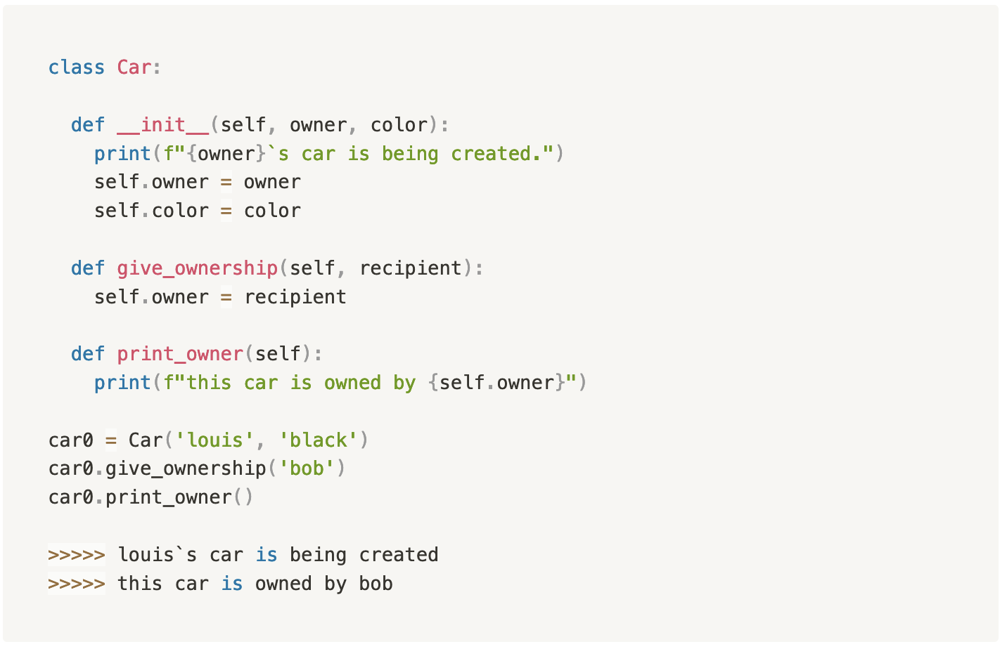 class Car:
  def __init__(self, owner, color):
    print(f"{owner}`s car is being created.")
    self.owner = owner
    self.color = color
  def give_ownership(self, recipient):
    self.owner = recipient
  def print_owner(self):
    print(f"this car is owned by {self.owner}")
car0 = Car('louis', 'black')
car0.give_ownership('bob')
car0.print_owner()
>>>>> louis`s car is being created
>>>>> this car is owned by bob